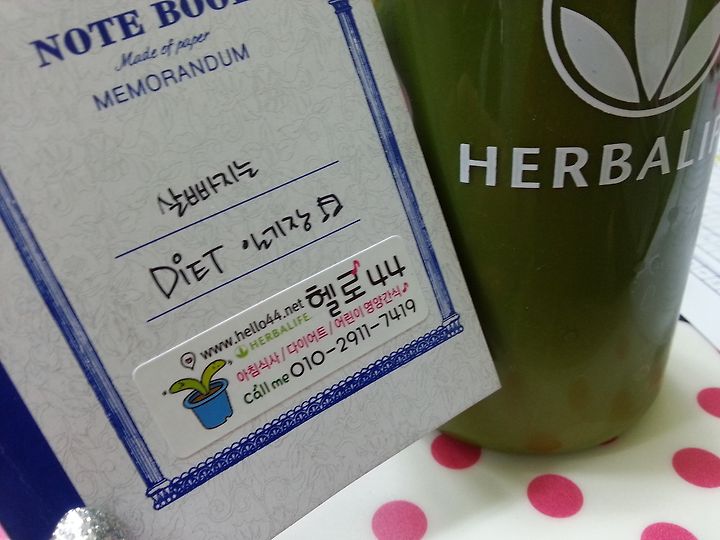 NOTE BOOK
Made of paper
MEMORANDUM
살빠지는
DiET 일기장
www.hello44.net
HERBALIFE
헬로44
아침식사 / 다이어트 / 어린이 영양간식
call me 010-2911-7419
HERBALIFE